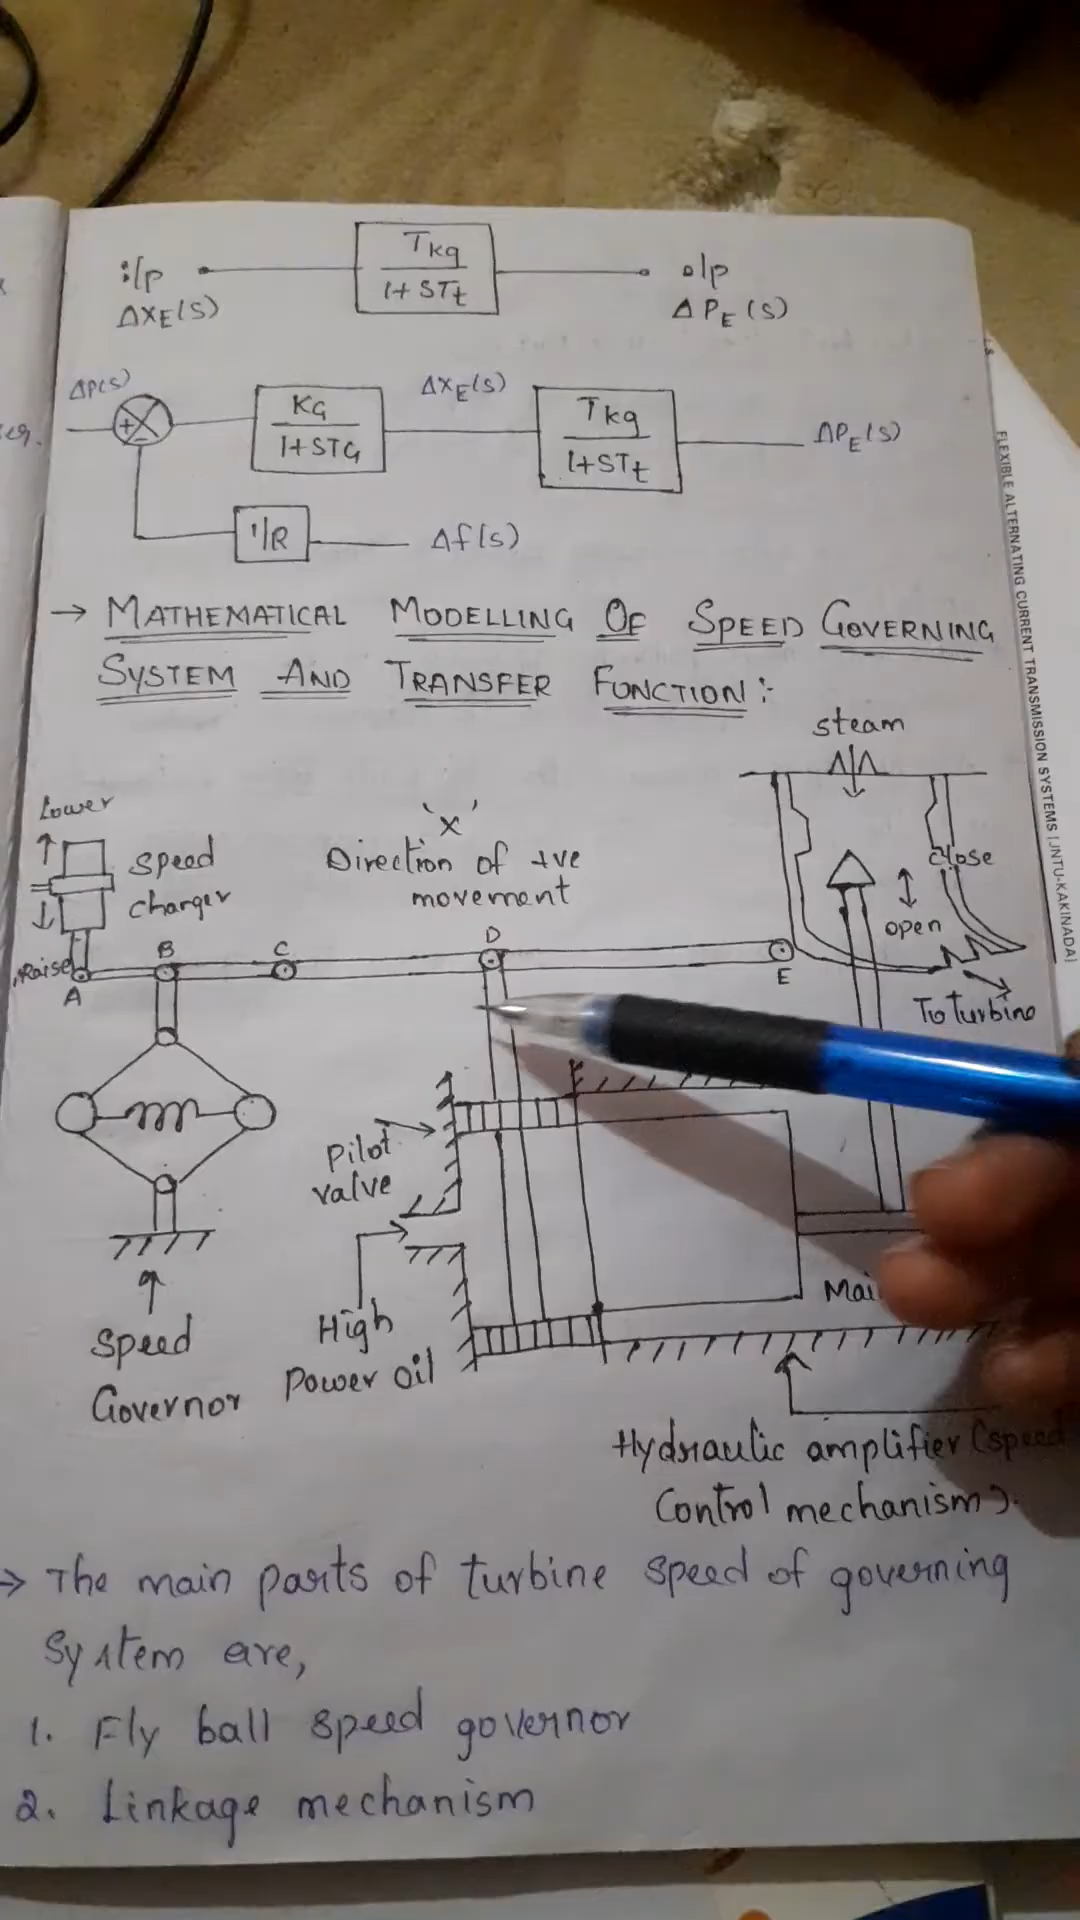 i/p
Tkg
1+STt
o/p
ΔXE(S)
ΔPE(S)
ΔP(S)
+
-
KG
1+STG
ΔXE(S)
Tkg
1+STt
ΔPE(S)
1/R
Δf(S)
→ MATHEMATICAL MODELLING OF SPEED GOVERNING
SYSTEM AND TRANSFER FUNCTION :-
steam
Lower
speed
charger
'X'
Direction of +ve
movement
close
open
Raise
A
B
C
D
E
To turbine
Pilot
valve
High
Power oil
Speed
Governor
Mai
Hydraulic amplifier (speed
Control mechanism).
→ The main parts of turbine speed of governing
System are,
1. Fly ball speed governor
2. Linkage mechanism
FLEXIBLE ALTERNATING CURRENT TRANSMISSION SYSTEMS [JNTU-KAKINADA]